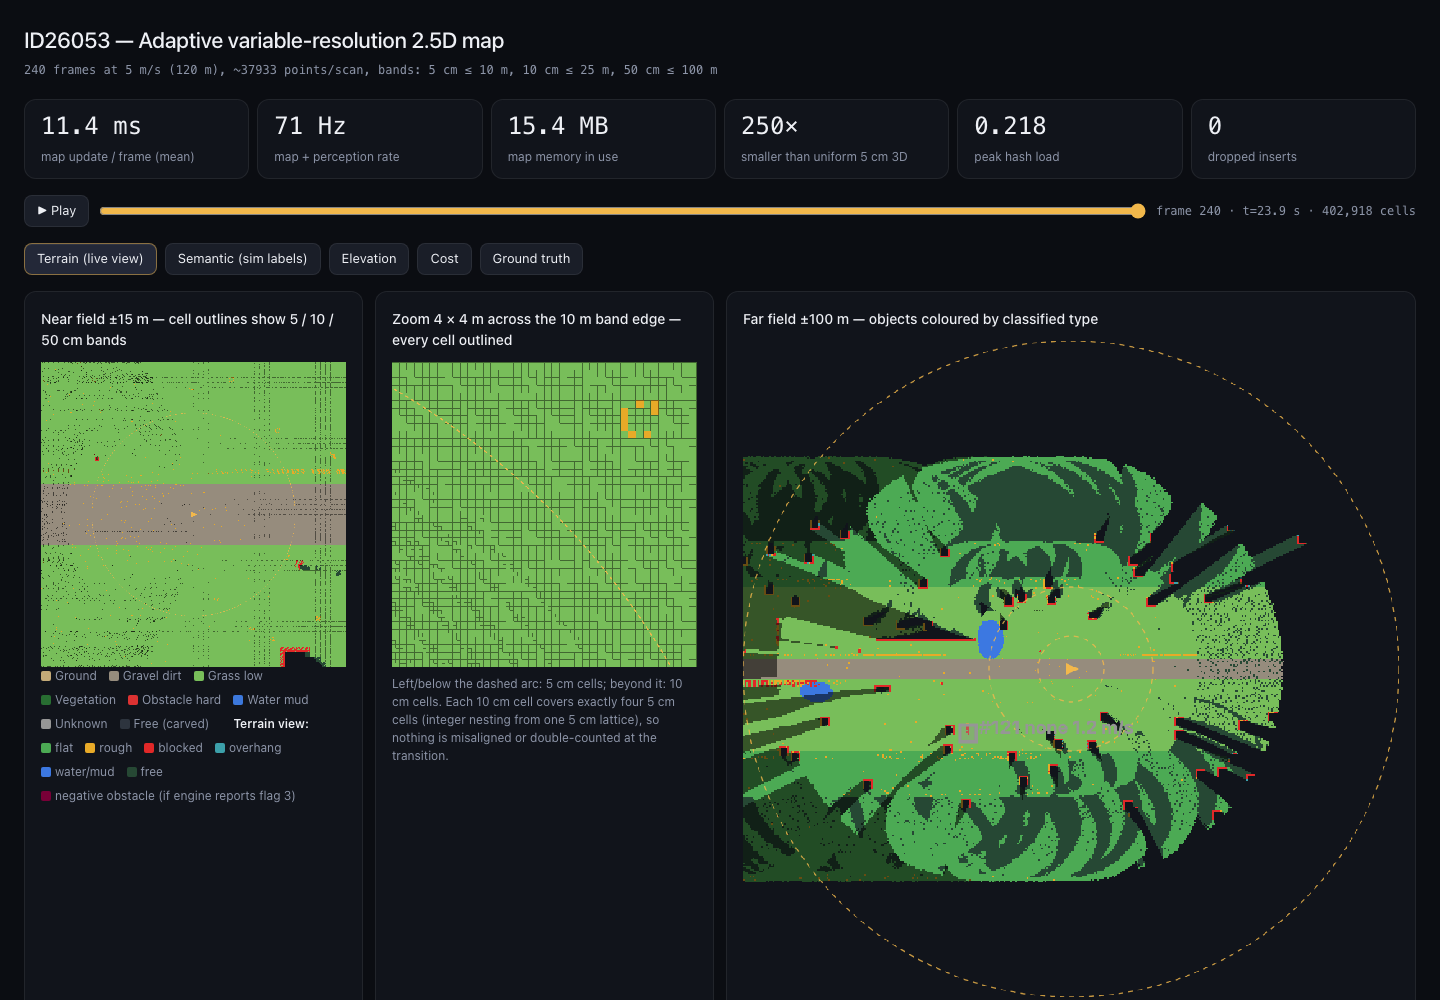 ID26053 — Adaptive variable-resolution 2.5D map
240 frames at 5 m/s (120 m), ~37933 points/scan, bands: 5 cm ≤ 10 m, 10 cm ≤ 25 m, 50 cm ≤ 100 m
11.4 ms
map update / frame (mean)
71 Hz
map + perception rate
15.4 MB
map memory in use
250×
smaller than uniform 5 cm 3D
0.218
peak hash load
0
dropped inserts
▶ Play
frame 240 · t=23.9 s · 402,918 cells
Terrain (live view)
Semantic (sim labels)
Elevation
Cost
Ground truth
Near field ±15 m — cell outlines show 5 / 10 /
50 cm bands
Ground
Gravel dirt
Grass low
Vegetation
Obstacle hard
Water mud
Unknown
Free (carved)
Terrain view:
flat
rough
blocked
overhang
water/mud
free
negative obstacle (if engine reports flag 3)
Zoom 4 × 4 m across the 10 m band edge —
every cell outlined
Left/below the dashed arc: 5 cm cells; beyond it: 10
cm cells. Each 10 cm cell covers exactly four 5 cm
cells (integer nesting from one 5 cm lattice), so
nothing is misaligned or double-counted at the
transition.
Far field ±100 m — objects coloured by classified type
#121 none 1.2